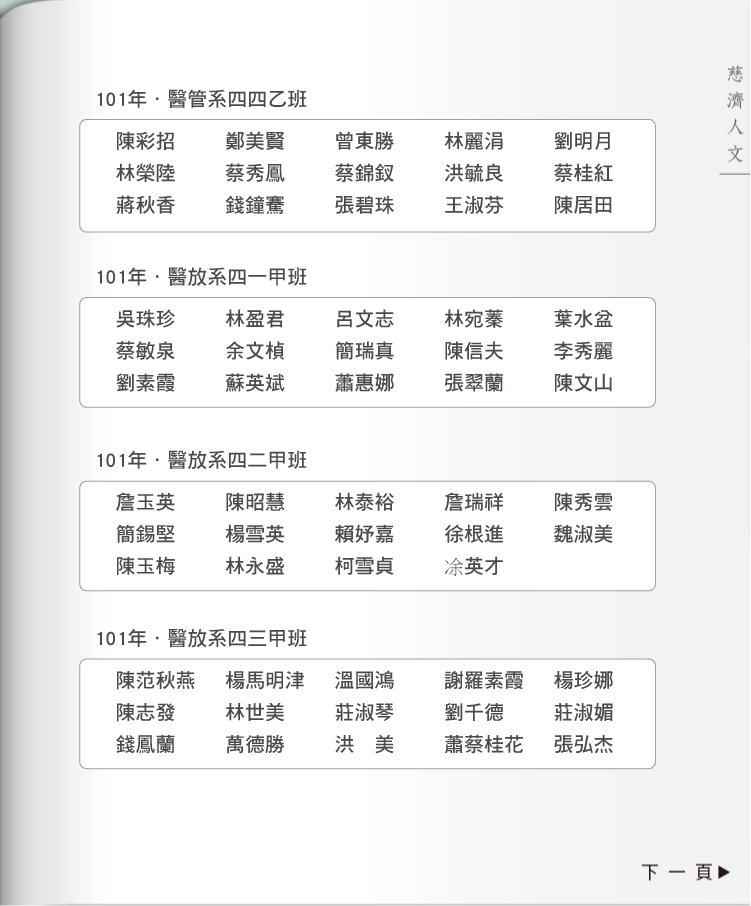 慈濟人文
101年．醫管系四四乙班
陳彩招 鄭美賢 曾東勝 林麗涓 劉明月
林榮陸 蔡秀鳳 蔡錦釵 洪毓良 蔡桂紅
蔣秋香 錢鐘騫 張碧珠 王淑芬 陳居田
101年．醫放系四一甲班
吳珠珍 林盈君 呂文志 林宛蓁 葉水盆
蔡敏泉 余文楨 簡瑞真 陳信夫 李秀麗
劉素霞 蘇英斌 蕭惠娜 張翠蘭 陳文山
101年．醫放系四二甲班
詹玉英 陳昭慧 林泰裕 詹瑞祥 陳秀雲
簡錫堅 楊雪英 賴妤嘉 徐根進 魏淑美
陳玉梅 林永盛 柯雪貞 凃英才
101年．醫放系四三甲班
陳范秋燕 楊馬明津 溫國鴻 謝羅素霞 楊珍娜
陳志發 林世美 莊淑琴 劉千德 莊淑媚
錢鳳蘭 萬德勝 洪　美 蕭蔡桂花 張弘杰
下一頁▶